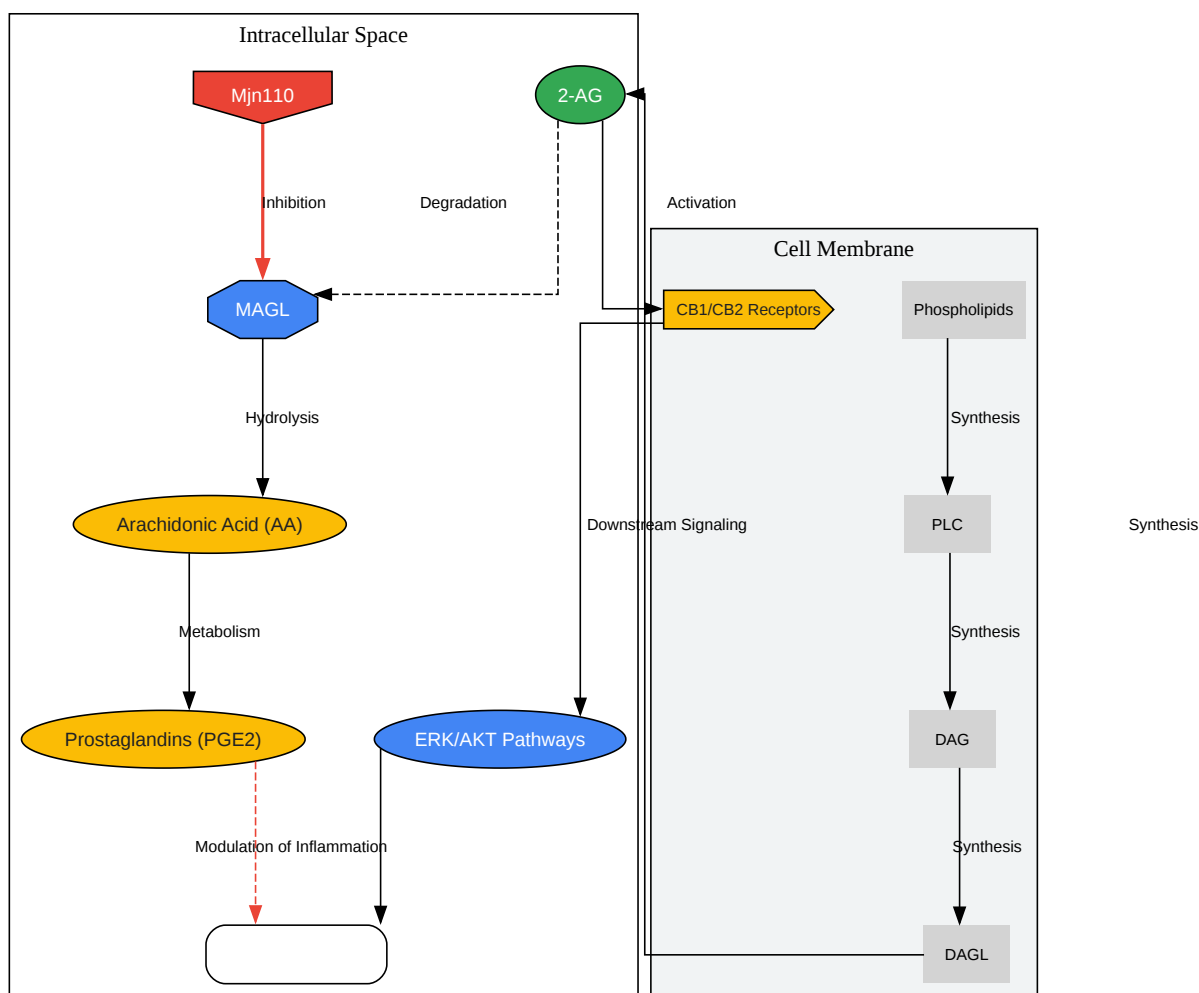 Intracellular Space
Mjn110
2-AG
Inhibition
Degradation
Activation
Cell Membrane
MAGL
CB1/CB2 Receptors
Phospholipids
Hydrolysis
Synthesis
Arachidonic Acid (AA)
Downstream Signaling
PLC
Synthesis
Metabolism
Synthesis
Prostaglandins (PGE2)
ERK/AKT Pathways
DAG
Modulation of Inflammation
Synthesis
DAGL